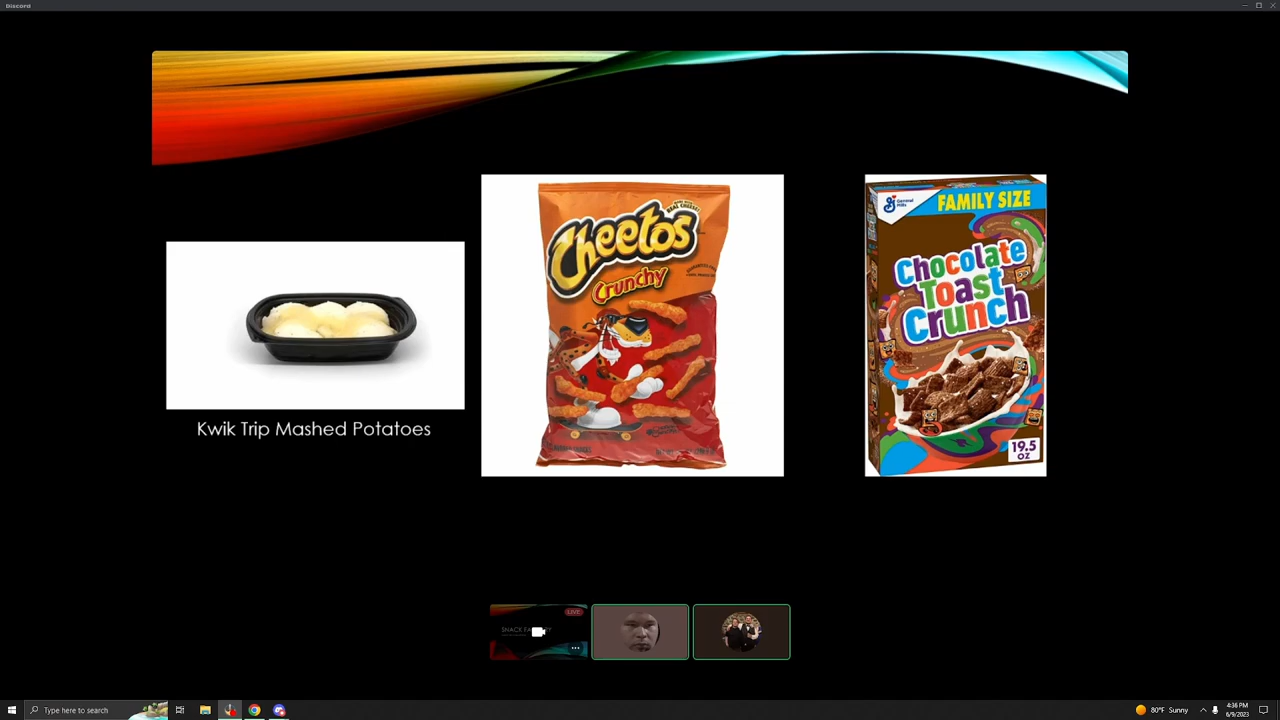 Discord
FAMILY SIZE
General
Mills
Cheetos
Crunchy
Chocolate
Toast
Crunch
19.5
OZ
Kwik Trip Mashed Potatoes
LIVE
Type here to search
80°F Sunny
4:36 PM
6/9/2023